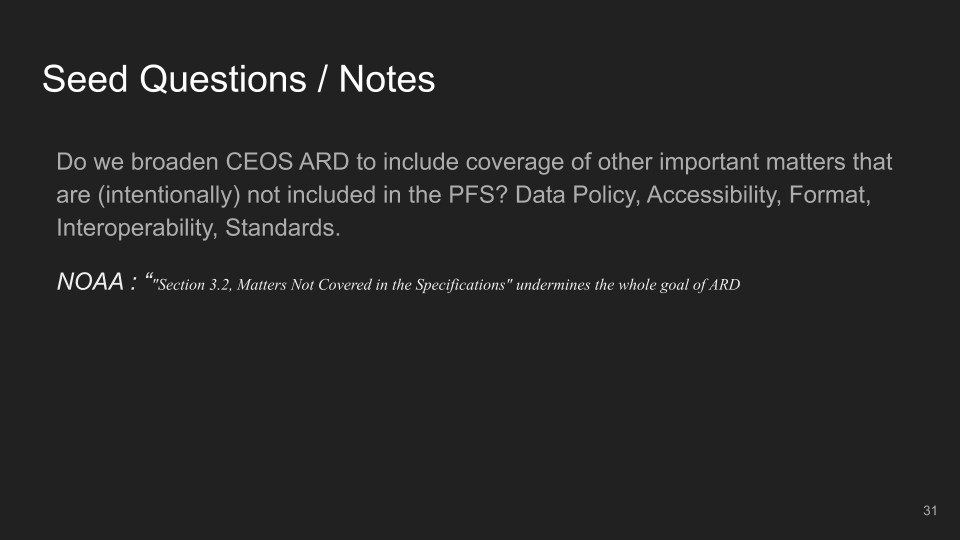 Seed Questions / Notes
Do we broaden CEOS ARD to include coverage of other important matters that
are (intentionally) not included in the PFS? Data Policy, Accessibility, Format,
Interoperability, Standards.
NOAA : “"Section 3.2, Matters Not Covered in the Specifications" undermines the whole goal of ARD
31